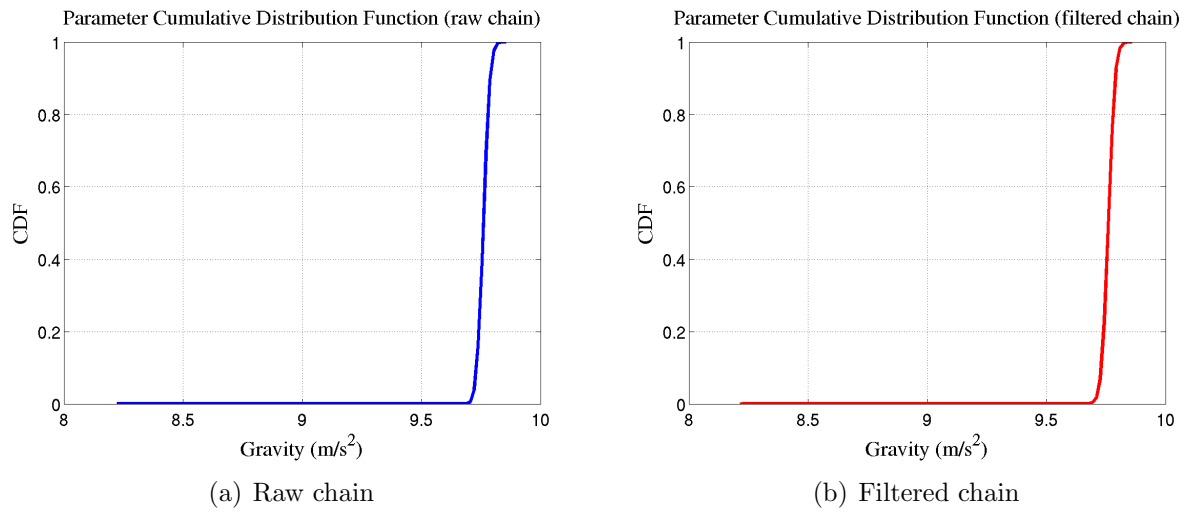 Parameter Cumulative Distribution Function (raw chain)
1
0.8
0.6
0.4
0.2
0
CDF
8 8.5 9 9.5 10
Gravity (m/s²)
(a) Raw chain
Parameter Cumulative Distribution Function (filtered chain)
1
0.8
0.6
0.4
0.2
0
CDF
8 8.5 9 9.5 10
Gravity (m/s²)
(b) Filtered chain